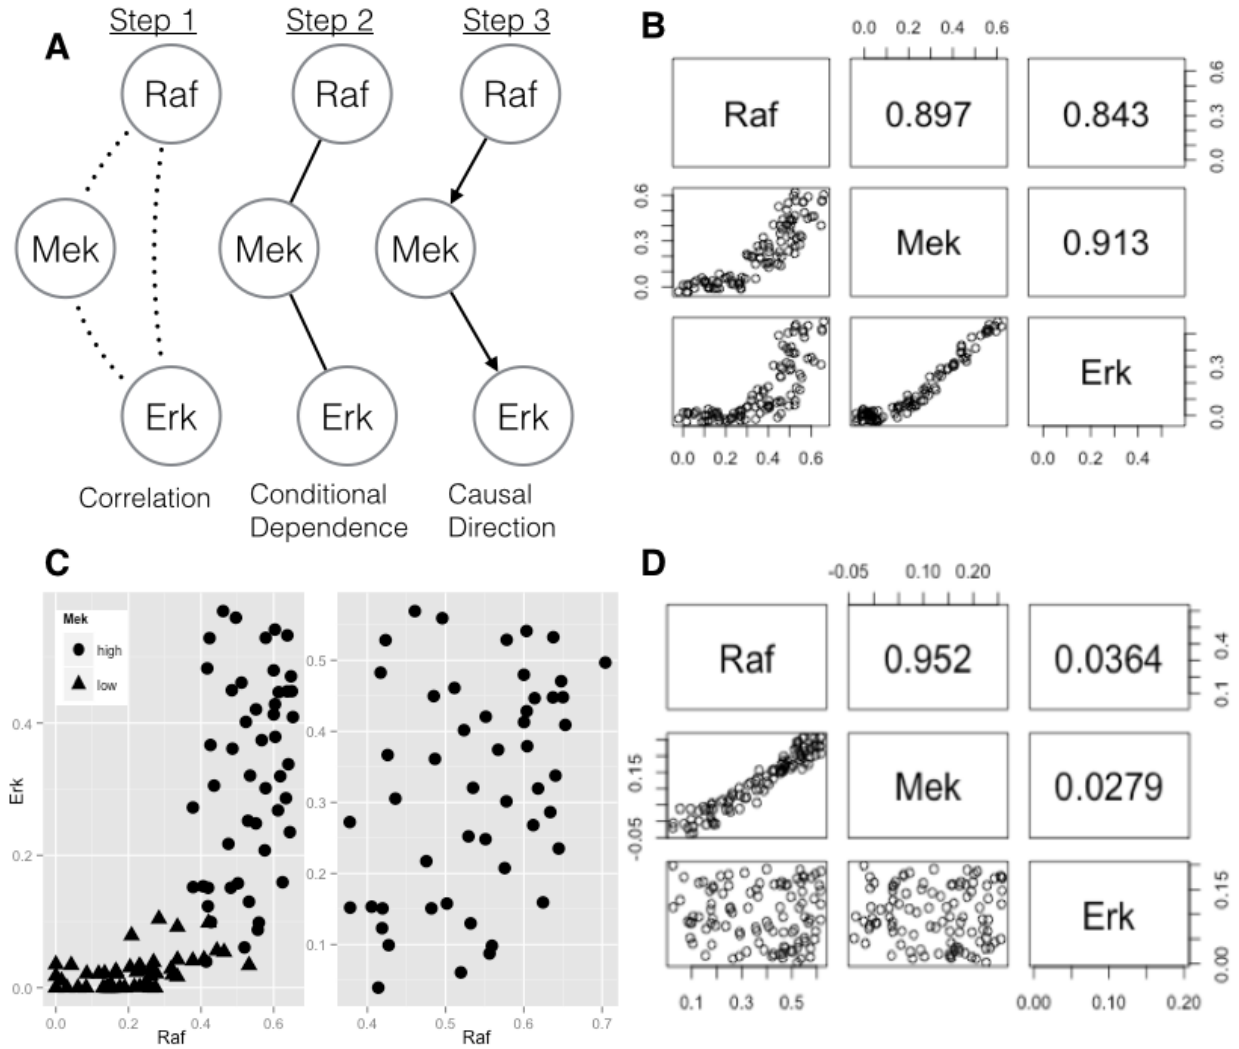 A
Step 1 Step 2 Step 3
Raf Raf Raf
Mek Mek Mek
Erk Erk Erk
Correlation Conditional Dependence Causal Direction
B
0.0 0.2 0.4 0.6
Raf 0.897 0.843
0.0 0.3 0.6
0.0 0.3 0.6
Mek 0.913
Erk
0.0 0.3
0.0 0.2 0.4 0.6
0.0 0.2 0.4
C
Mek
high
low
Erk
0.4
0.2
0.0
0.0 0.2 0.4 0.6
Raf
0.5
0.4
0.3
0.2
0.1
0.4 0.5 0.6 0.7
Raf
D
-0.05 0.10 0.20
Raf 0.952 0.0364
0.1 0.4
-0.05 0.15
Mek 0.0279
Erk
0.00 0.15
0.1 0.3 0.5
0.00 0.10 0.20